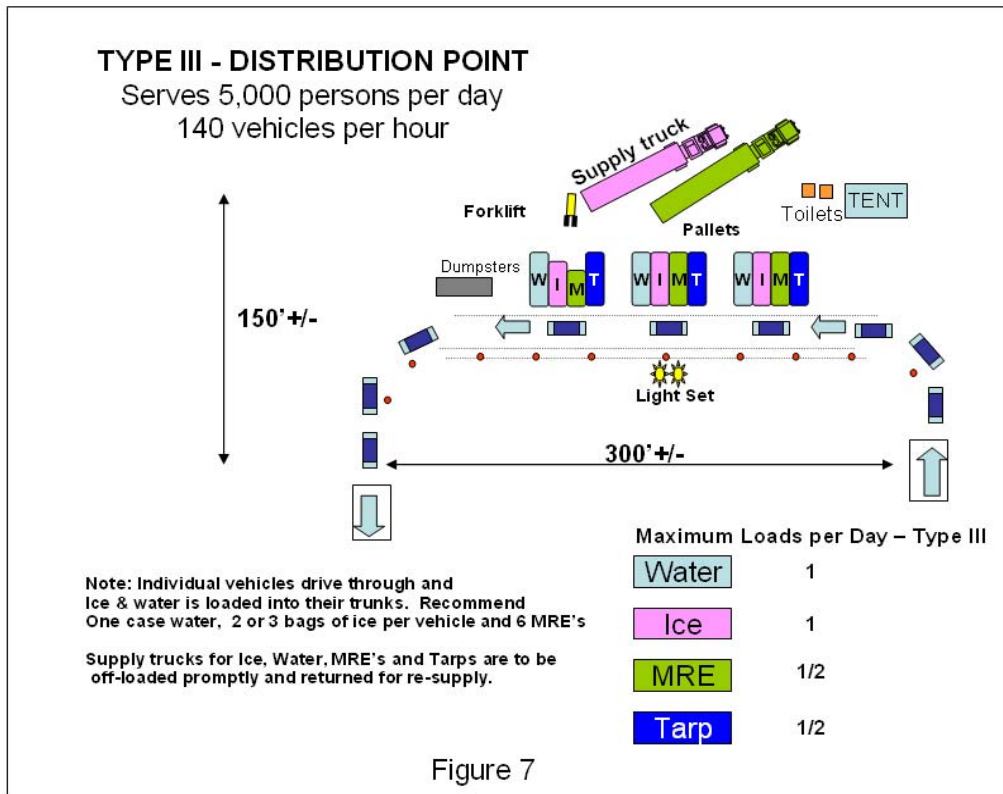 TYPE III - DISTRIBUTION POINT
Serves 5,000 persons per day
140 vehicles per hour
Supply truck
Forklift
Pallets
Toilets
TENT
Dumpsters
W I M T
W I M T
W I M T
150'+/-
Light Set
300'+/-
Maximum Loads per Day – Type III
Water 1
Ice 1
MRE 1/2
Tarp 1/2
Note: Individual vehicles drive through and
Ice & water is loaded into their trunks. Recommend
One case water, 2 or 3 bags of ice per vehicle and 6 MRE's
Supply trucks for Ice, Water, MRE's and Tarps are to be
off-loaded promptly and returned for re-supply.
Figure 7